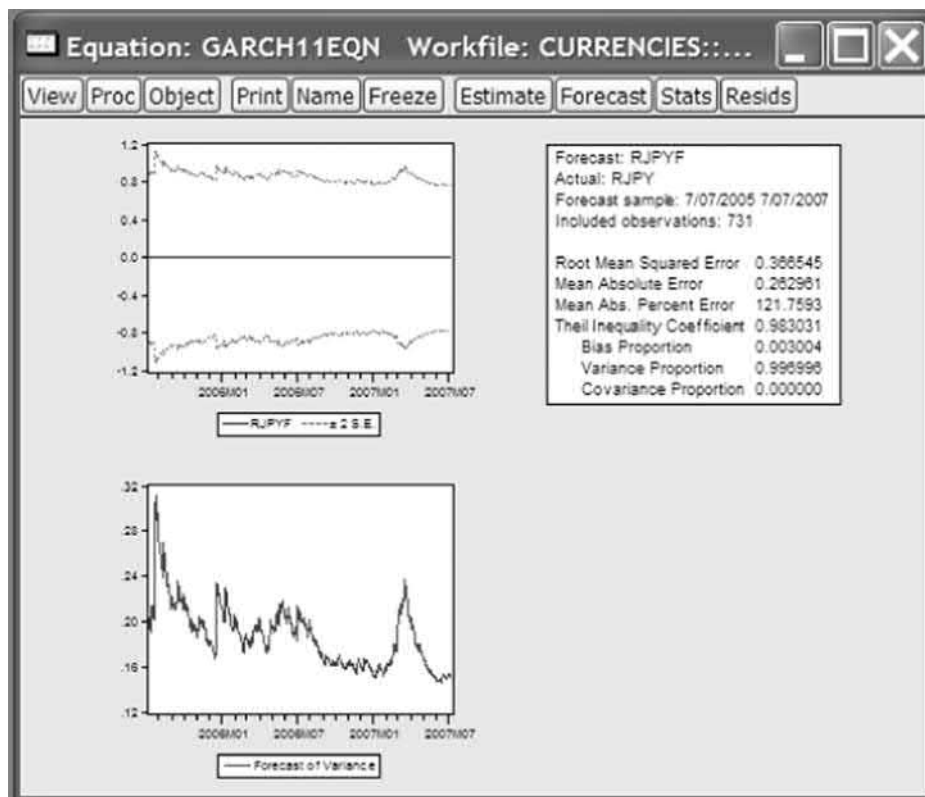 Equation: GARCH11EQN Workfile: CURRENCIES::...
View Proc Object Print Name Freeze Estimate Forecast Stats Resids
1.2
0.8
0.4
0.0
-0.4
-0.8
-1.2
2006M01 2006M07 2007M01 2007M07
RJPYF ± 2 S.E.
Forecast: RJPYF
Actual: RJPY
Forecast sample: 7/07/2005 7/07/2007
Included observations: 731
Root Mean Squared Error 0.366545
Mean Absolute Error 0.262961
Mean Abs. Percent Error 121.7593
Theil Inequality Coefficient 0.983031
Bias Proportion 0.003004
Variance Proportion 0.996996
Covariance Proportion 0.000000
.32
.28
.24
.20
.16
.12
2006M01 2006M07 2007M01 2007M07
Forecast of Variance